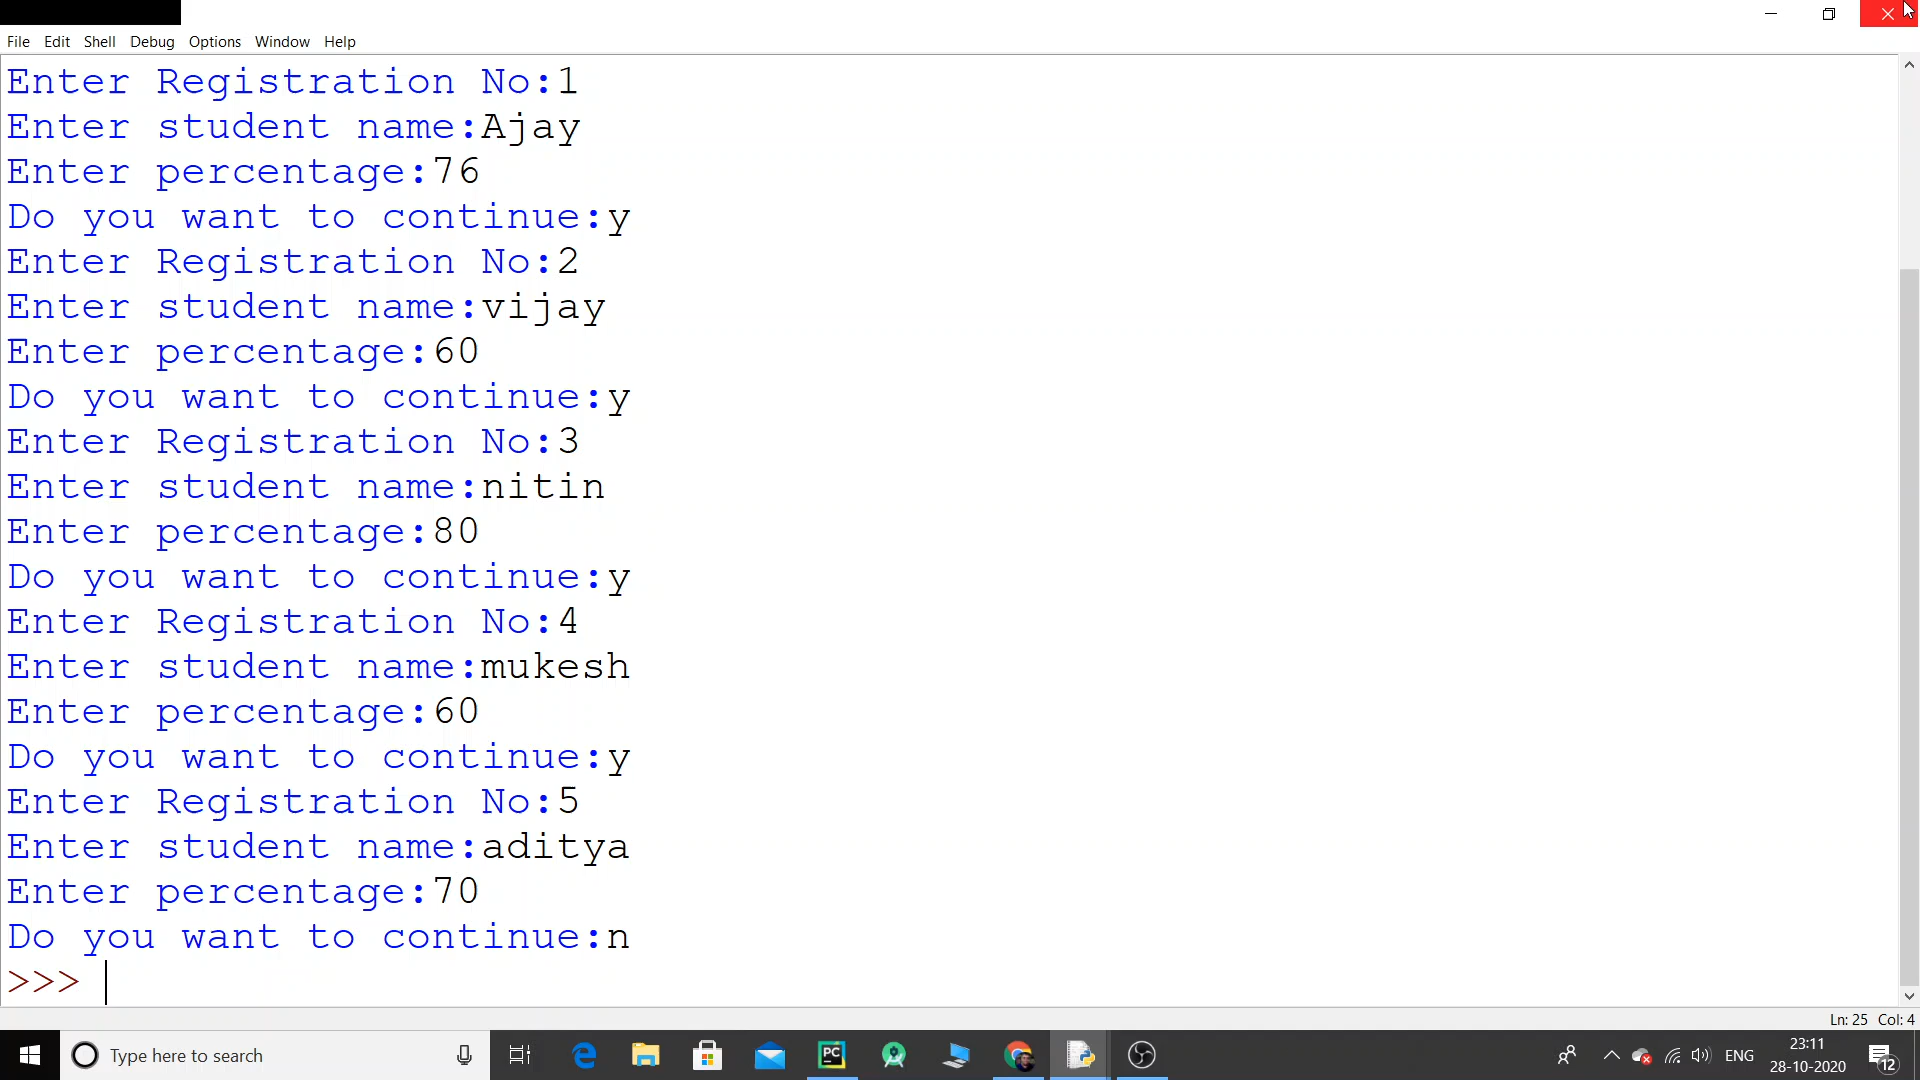 File Edit Shell Debug Options Window Help
Enter Registration No:1
Enter student name:Ajay
Enter percentage:76
Do you want to continue:y
Enter Registration No:2
Enter student name:vijay
Enter percentage:60
Do you want to continue:y
Enter Registration No:3
Enter student name:nitin
Enter percentage:80
Do you want to continue:y
Enter Registration No:4
Enter student name:mukesh
Enter percentage:60
Do you want to continue:y
Enter Registration No:5
Enter student name:aditya
Enter percentage:70
Do you want to continue:n
>>>
Ln: 25 Col: 4
Type here to search
PC
ENG
23:11
28-10-2020
12